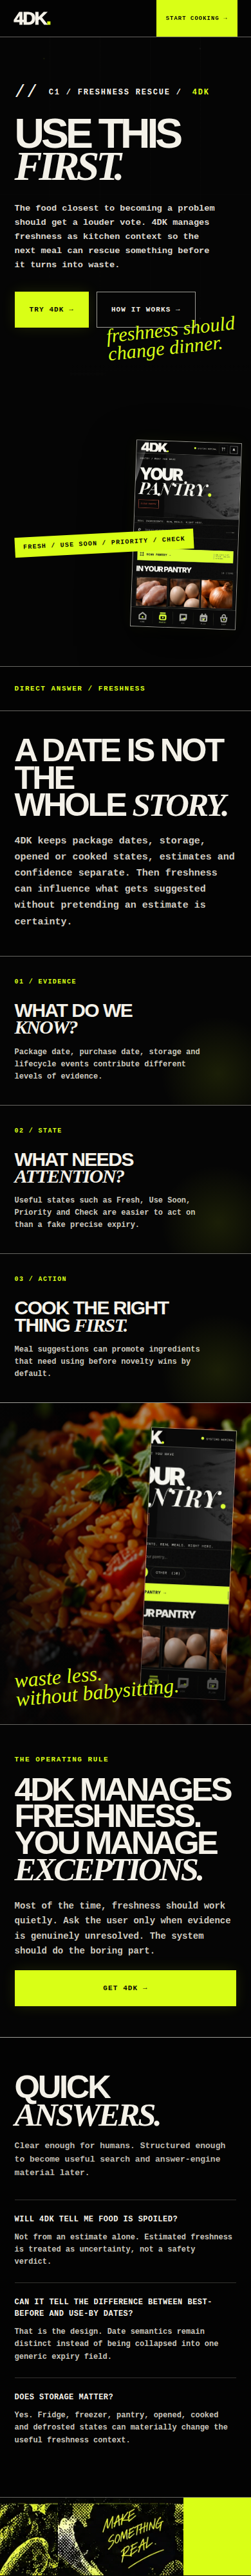 4DK.
START COOKING →
// C1 / FRESHNESS RESCUE / 4DK
USE THIS
FIRST.
The food closest to becoming a problem
should get a louder vote. 4DK manages
freshness as kitchen context so the
next meal can rescue something before
it turns into waste.
TRY 4DK →
HOW IT WORKS →
freshness should
change dinner.
4DK.
YOUR
PANTRY.
FRESH / USE SOON / PRIORITY / CHECK
IN YOUR PANTRY
DIRECT ANSWER / FRESHNESS
A DATE IS NOT
THE
WHOLE STORY.
4DK keeps package dates, storage,
opened or cooked states, estimates and
confidence separate. Then freshness
can influence what gets suggested
without pretending an estimate is
certainty.
01 / EVIDENCE
WHAT DO WE
KNOW?
Package date, purchase date, storage and
lifecycle events contribute different
levels of evidence.
02 / STATE
WHAT NEEDS
ATTENTION?
Useful states such as Fresh, Use Soon,
Priority and Check are easier to act on
than a fake precise expiry.
03 / ACTION
COOK THE RIGHT
THING FIRST.
Meal suggestions can promote ingredients
that need using before novelty wins by
default.
K.
OUR
NTRY.
PANTRY →
UR PANTRY
waste less.
without babysitting.
THE OPERATING RULE
4DK MANAGES
FRESHNESS.
YOU MANAGE
EXCEPTIONS.
Most of the time, freshness should work
quietly. Ask the user only when evidence
is genuinely unresolved. The system
should do the boring part.
GET 4DK →
QUICK
ANSWERS.
Clear enough for humans. Structured enough
to become useful search and answer-engine
material later.
WILL 4DK TELL ME FOOD IS SPOILED?
Not from an estimate alone. Estimated freshness
is treated as uncertainty, not a safety
verdict.
CAN IT TELL THE DIFFERENCE BETWEEN BEST-
BEFORE AND USE-BY DATES?
That is the design. Date semantics remain
distinct instead of being collapsed into one
generic expiry field.
DOES STORAGE MATTER?
Yes. Fridge, freezer, pantry, opened, cooked
and defrosted states can materially change the
useful freshness context.
MAKE
SOMETHING
REAL.